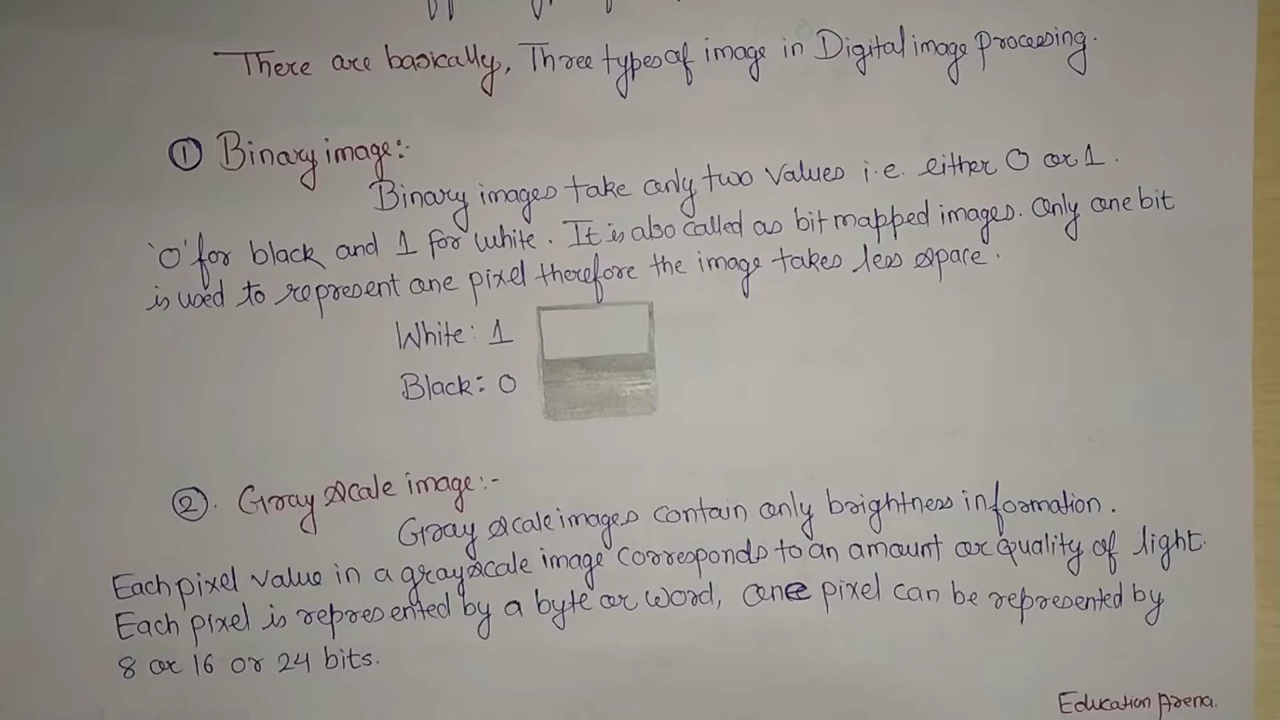 There are basically, Three types of image in Digital image processing.
① Binary image:-
Binary images take only two values i.e. either 0 or 1.
'0' for black and 1 for white. It is also called as bit mapped images. Only one bit
is used to represent one pixel therefore the image takes less space.
White: 1
Black: 0
②. Gray scale image:-
Gray scale images contain only brightness information.
Each pixel value in a grayscale image corresponds to an amount or quality of light.
Each pixel is represented by a byte or word, one pixel can be represented by
8 or 16 or 24 bits.
Education Arena.